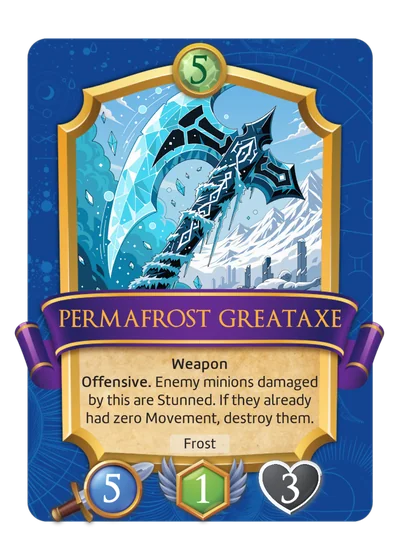 5
PERMAFROST GREATAXE
Weapon
Offensive. Enemy minions damaged
by this are Stunned. If they already
had zero Movement, destroy them.
Frost
5 1 3